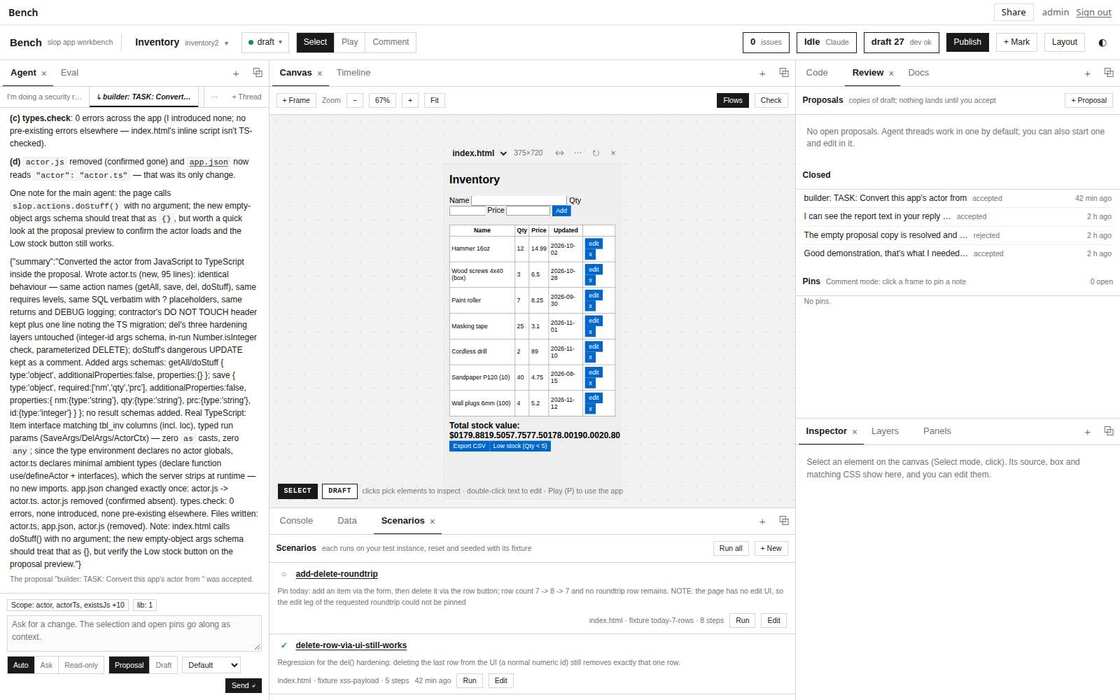 Bench
Share admin Sign out
Bench slop app workbench Inventory inventory2 ▾ draft ▾ Select Play Comment 0 issues Idle Claude draft 27 dev ok Publish + Mark Layout
Agent × Eval +
I'm doing a security r… ↳ builder: TASK: Convert… ⋯ + Thread
(c) types.check: 0 errors across the app (I introduced none; no
pre-existing errors elsewhere — index.html's inline script isn't TS-
checked).
(d) actor.js removed (confirmed gone) and app.json now
reads "actor": "actor.ts" — that was its only change.
One note for the main agent: the page calls
slop.actions.doStuff() with no argument; the new empty-
object args schema should treat that as {}, but worth a quick
look at the proposal preview to confirm the actor loads and the
Low stock button still works.
{"summary":"Converted the actor from JavaScript to TypeScript
inside the proposal. Wrote actor.ts (new, 95 lines): identical
behaviour — same action names (getAll, save, del, doStuff), same
requires levels, same SQL verbatim with ? placeholders, same
returns and DEBUG logging; contractor's DO NOT TOUCH header
kept plus one line noting the TS migration; del's three hardening
layers untouched (integer-id args schema, in-run Number.isInteger
check, parameterized DELETE); doStuff's dangerous UPDATE
kept as a comment. Added args schemas: getAll/doStuff {
type:'object', additionalProperties:false, properties:{} }; save {
type:'object', required:['nm','qty','prc'], additionalProperties:false,
properties:{ nm:{type:'string'}, qty:{type:'string'}, prc:{type:'string'},
id:{type:'integer'} } }; no result schemas added. Real TypeScript:
Item interface matching tbl_inv columns (incl. loc), typed run
params (SaveArgs/DelArgs/ActorCtx) — zero as casts, zero
any; since the type environment declares no actor globals,
actor.ts declares minimal ambient types (declare function
use/defineActor + interfaces), which the server strips at runtime —
no new imports. app.json changed exactly once: actor.js ->
actor.ts. actor.js removed (confirmed absent). types.check: 0
errors, none introduced, none pre-existing elsewhere. Files written:
actor.ts, app.json, actor.js (removed). Note: index.html calls
doStuff() with no argument; the new empty-object args schema
should treat that as {}, but verify the Low stock button on the
proposal preview."}
The proposal "builder: TASK: Convert this app's actor from " was accepted.
Scope: actor, actorTs, existsJs +10 lib: 1
Ask for a change. The selection and open pins go along as
context.
Auto Ask Read-only Proposal Draft Default
Send
Canvas × Timeline +
+ Frame Zoom − 67% + Fit Flows Check
index.html 375×720 ⋯ ×
Inventory
Name Qty
Price Add
Name Qty Price Updated
Hammer 16oz 12 14.99 2026-10-02 edit x
Wood screws 4x40 (box) 3 6.5 2026-10-28 edit x
Paint roller 7 8.25 2026-09-30 edit x
Masking tape 25 3.1 2026-11-01 edit x
Cordless drill 2 89 2026-11-10 edit x
Sandpaper P120 (10) 40 4.75 2026-08-15 edit x
Wall plugs 6mm (100) 4 5.2 2026-11-12 edit x
Total stock value:
$0179.8819.5057.7577.50178.00190.0020.80
Export CSV Low stock (Qty < 5)
SELECT DRAFT clicks pick elements to inspect · double-click text to edit · Play (P) to use the app
Console Data Scenarios × +
Scenarios each runs on your test instance, reset and seeded with its fixture Run all + New
add-delete-roundtrip
Pin today: add an item via the form, then delete it via the row button; row count 7 -> 8 -> 7 and no roundtrip row remains. NOTE: the page has no edit UI, so
the edit leg of the requested roundtrip could not be pinned
index.html · fixture today-7-rows · 8 steps Run Edit
✓ delete-row-via-ui-still-works
Regression for the del() hardening: deleting the last row from the UI (a normal numeric id) still removes exactly that one row.
index.html · fixture xss-payload · 5 steps 42 min ago Run Edit
Code Review × Docs +
Proposals copies of draft; nothing lands until you accept + Proposal
No open proposals. Agent threads work in one by default; you can also start one
and edit in it.
Closed
builder: TASK: Convert this app's actor from accepted 42 min ago
I can see the report text in your reply … accepted 2 h ago
The empty proposal copy is resolved and … rejected 2 h ago
Good demonstration, that's what I needed… accepted 2 h ago
Pins Comment mode: click a frame to pin a note 0 open
No pins.
Inspector × Layers Panels +
Select an element on the canvas (Select mode, click). Its source, box and
matching CSS show here, and you can edit them.